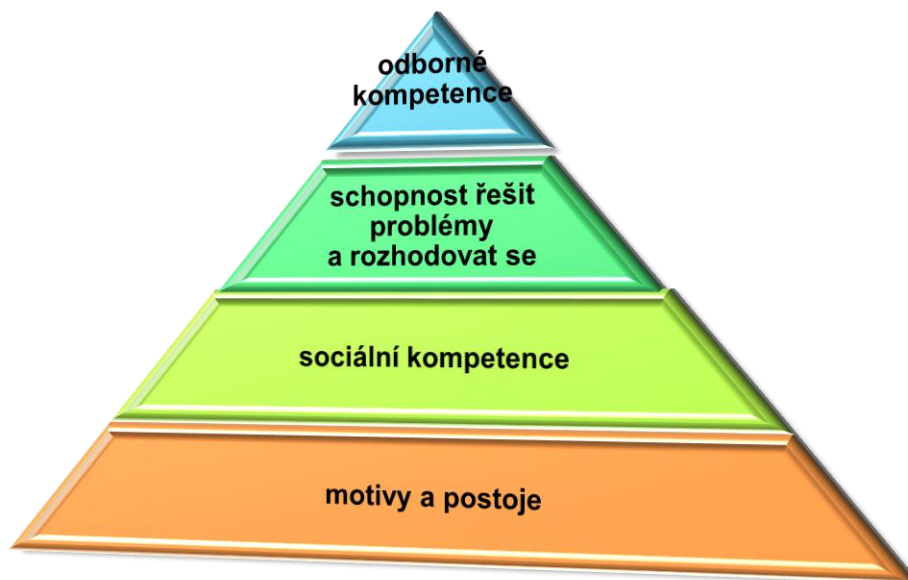 odborné
kompetence
schopnost řešit
problémy
a rozhodovat se
sociální kompetence
motivy a postoje